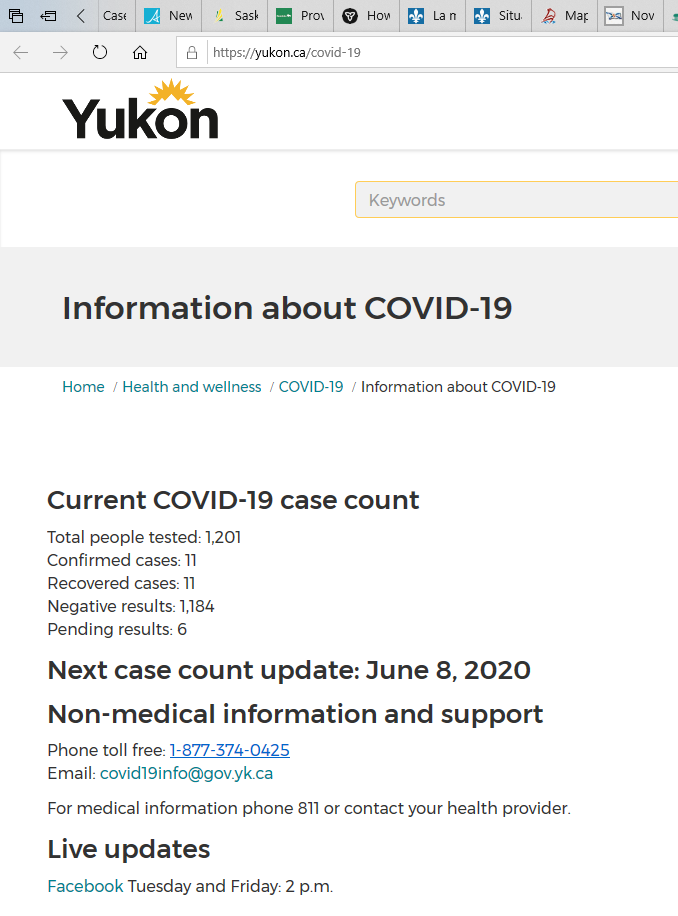 Case
New
Sask
Prov
How
La m
Situ
Map
Nov
https://yukon.ca/covid-19
Yukon
Keywords
Information about COVID-19
Home / Health and wellness / COVID-19 / Information about COVID-19
Current COVID-19 case count
Total people tested: 1,201
Confirmed cases: 11
Recovered cases: 11
Negative results: 1,184
Pending results: 6
Next case count update: June 8, 2020
Non-medical information and support
Phone toll free: 1-877-374-0425
Email: covid19info@gov.yk.ca
For medical information phone 811 or contact your health provider.
Live updates
Facebook Tuesday and Friday: 2 p.m.